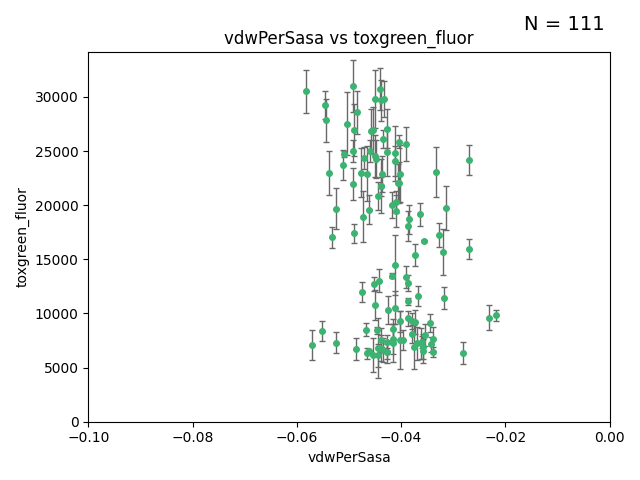 N = 111
vdwPerSasa vs toxgreen_fluor
30000
25000
20000
15000
10000
5000
0
toxgreen_fluor
−0.10 −0.08 −0.06 −0.04 −0.02 0.00
vdwPerSasa